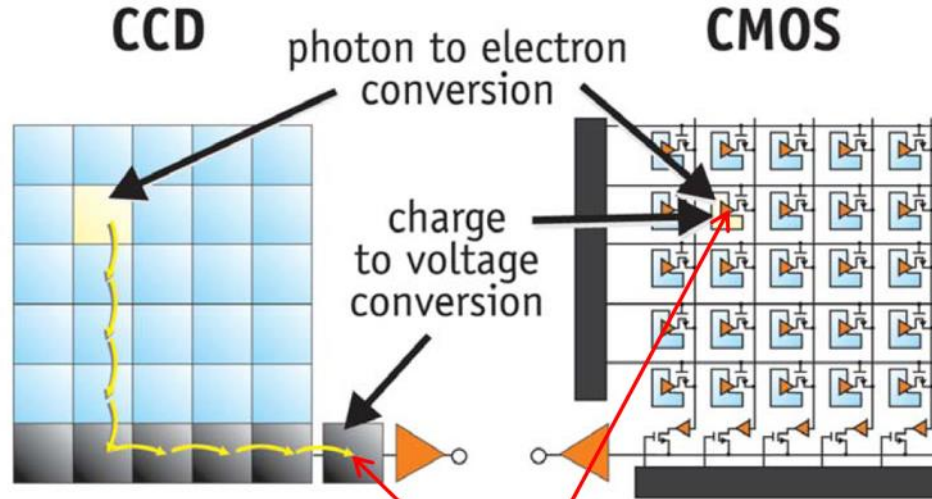 CCD
CMOS
photon to electron
conversion
charge
to voltage
conversion